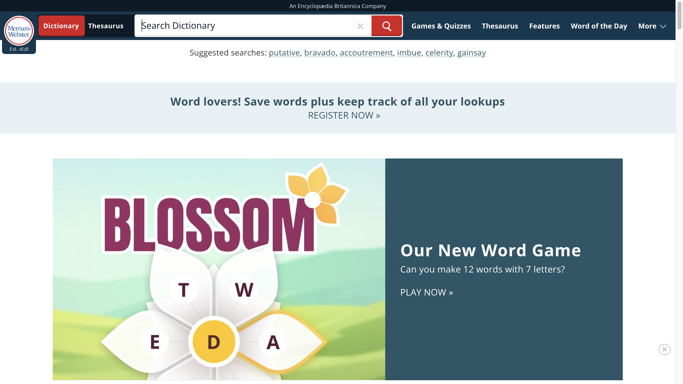 An Encyclopædia Britannica Company
Merriam-
Webster
Est. 1828
Dictionary
Thesaurus
Search Dictionary
Games & Quizzes
Thesaurus
Features
Word of the Day
More
Suggested searches: putative, bravado, accoutrement, imbue, celerity, gainsay
Word lovers! Save words plus keep track of all your lookups
REGISTER NOW »
BLOSSOM
T W
E D A
Our New Word Game
Can you make 12 words with 7 letters?
PLAY NOW »